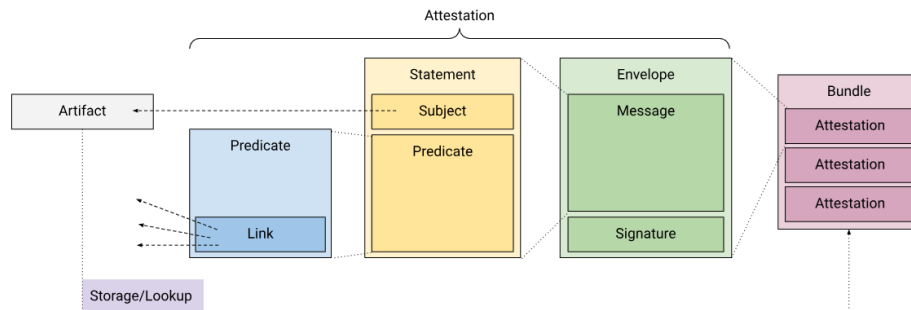 Attestation
Statement
Envelope
Bundle
Artifact
Subject
Message
Attestation
Predicate
Predicate
Attestation
Attestation
Link
Signature
Storage/Lookup